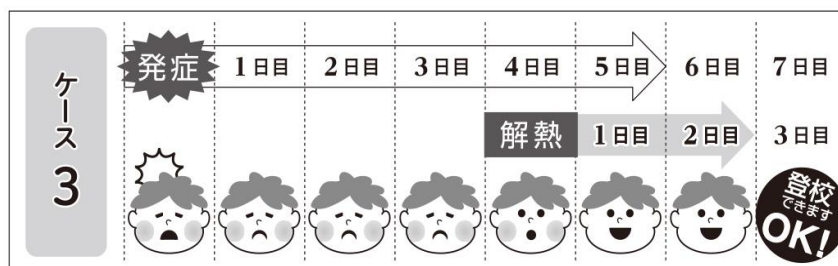 ケース3
発症 1日目 2日目 3日目 4日目 5日目 6日目 7日目
解熱 1日目 2日目 3日目
登校
できます
OK!